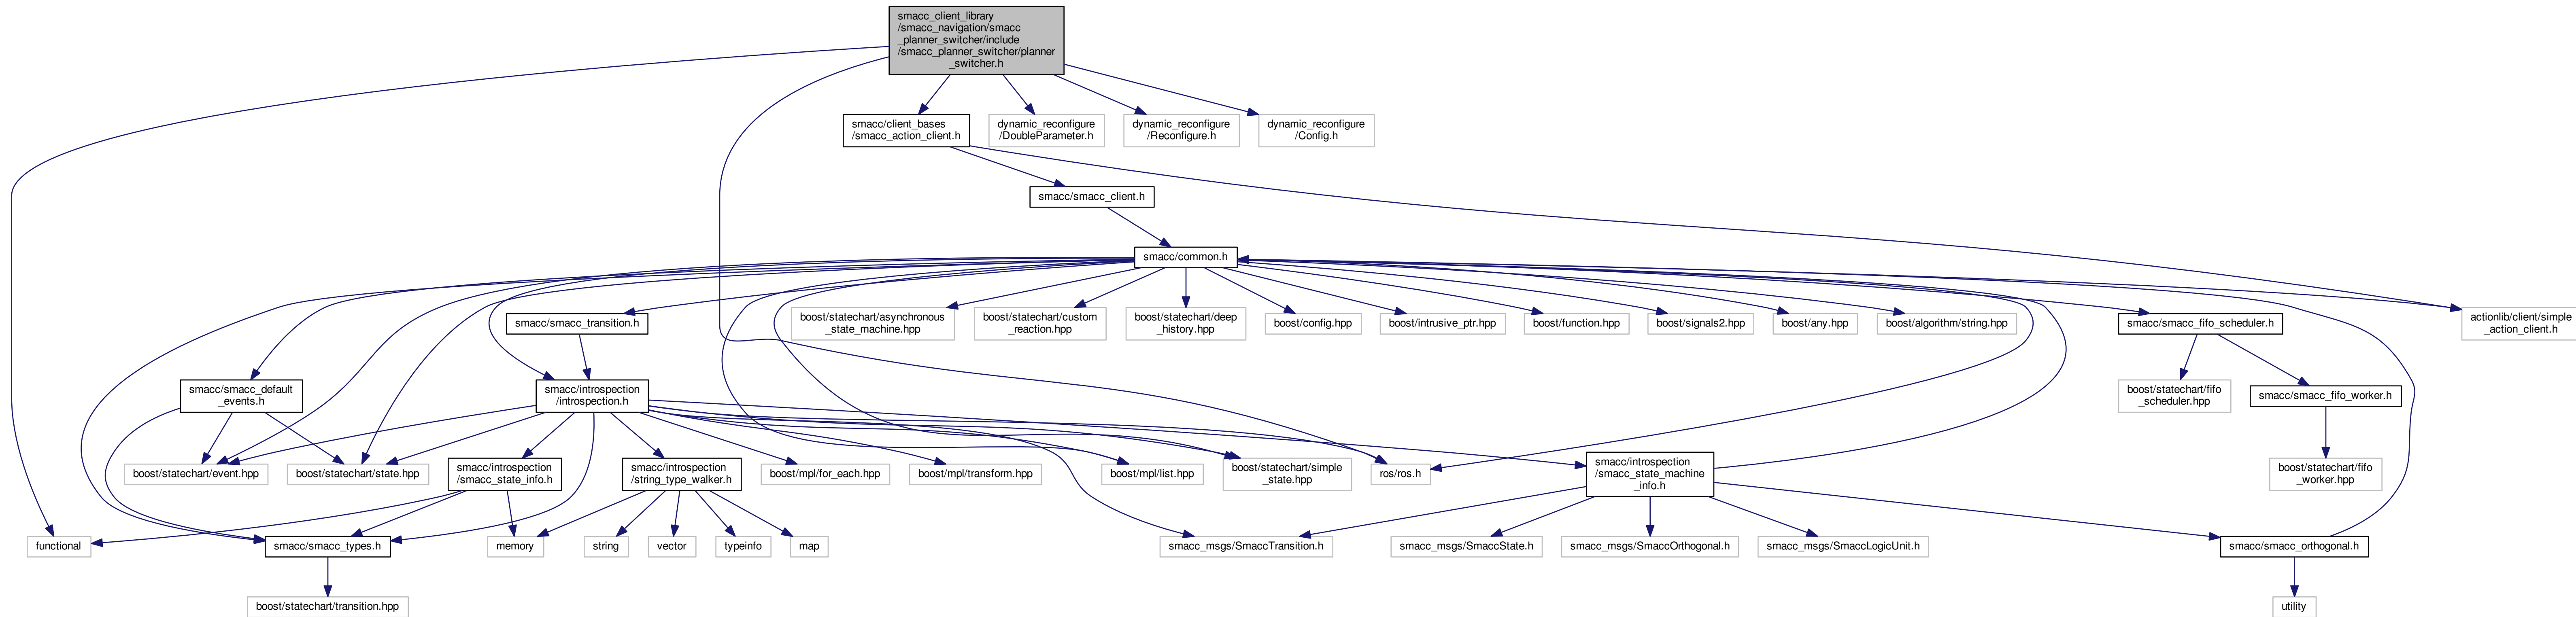 smacc_client_library
/smacc_navigation/smacc
_planner_switcher/include
/smacc_planner_switcher/planner
_switcher.h
smacc/client_bases
/smacc_action_client.h
dynamic_reconfigure
/DoubleParameter.h
dynamic_reconfigure
/Reconfigure.h
dynamic_reconfigure
/Config.h
smacc/smacc_client.h
smacc/common.h
smacc/smacc_transition.h
boost/statechart/asynchronous
_state_machine.hpp
boost/statechart/custom
_reaction.hpp
boost/statechart/deep
_history.hpp
boost/config.hpp
boost/intrusive_ptr.hpp
boost/function.hpp
boost/signals2.hpp
boost/any.hpp
boost/algorithm/string.hpp
smacc/smacc_fifo_scheduler.h
actionlib/client/simple
_action_client.h
smacc/smacc_default
_events.h
smacc/introspection
/introspection.h
boost/statechart/fifo
_scheduler.hpp
smacc/smacc_fifo_worker.h
boost/statechart/event.hpp
boost/statechart/state.hpp
smacc/introspection
/smacc_state_info.h
smacc/introspection
/string_type_walker.h
boost/mpl/for_each.hpp
boost/mpl/transform.hpp
boost/mpl/list.hpp
boost/statechart/simple
_state.hpp
ros/ros.h
smacc/introspection
/smacc_state_machine
_info.h
boost/statechart/fifo
_worker.hpp
functional
smacc/smacc_types.h
memory
string
vector
typeinfo
map
smacc_msgs/SmaccTransition.h
smacc_msgs/SmaccState.h
smacc_msgs/SmaccOrthogonal.h
smacc_msgs/SmaccLogicUnit.h
smacc/smacc_orthogonal.h
boost/statechart/transition.hpp
utility